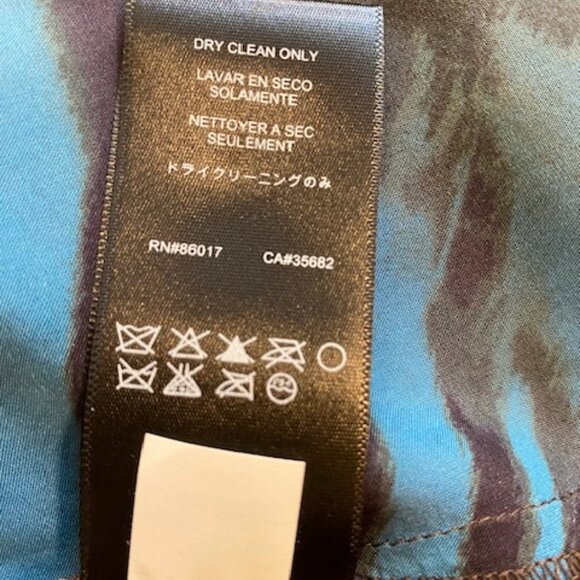 DRY CLEAN ONLY
LAVAR EN SECO
SOLAMENTE
NETTOYER A SEC
SEULEMENT
ドライクリーニングのみ
RN#86017 CA#35682